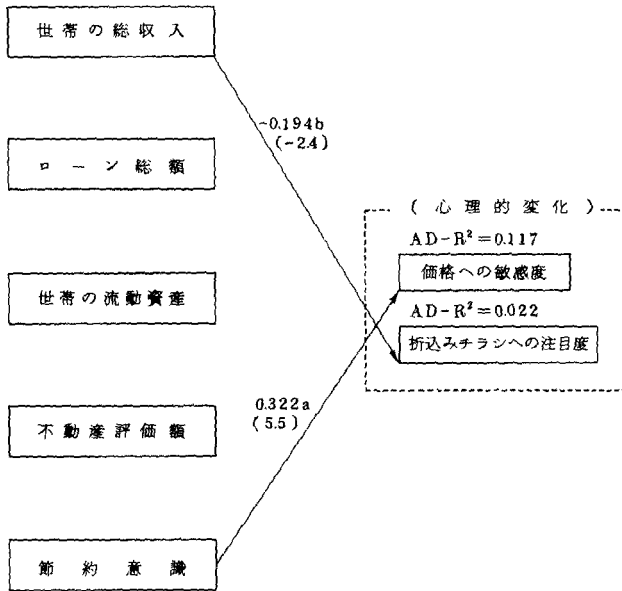 世帯の総収入
-0.194b
(-2.4)
ローン総額
(心理的変化)
AD-R²=0.117
価格への敏感度
世帯の流動資産
AD-R²=0.022
折込みチラシへの注目度
0.322a
(5.5)
不動産評価額
節約意識